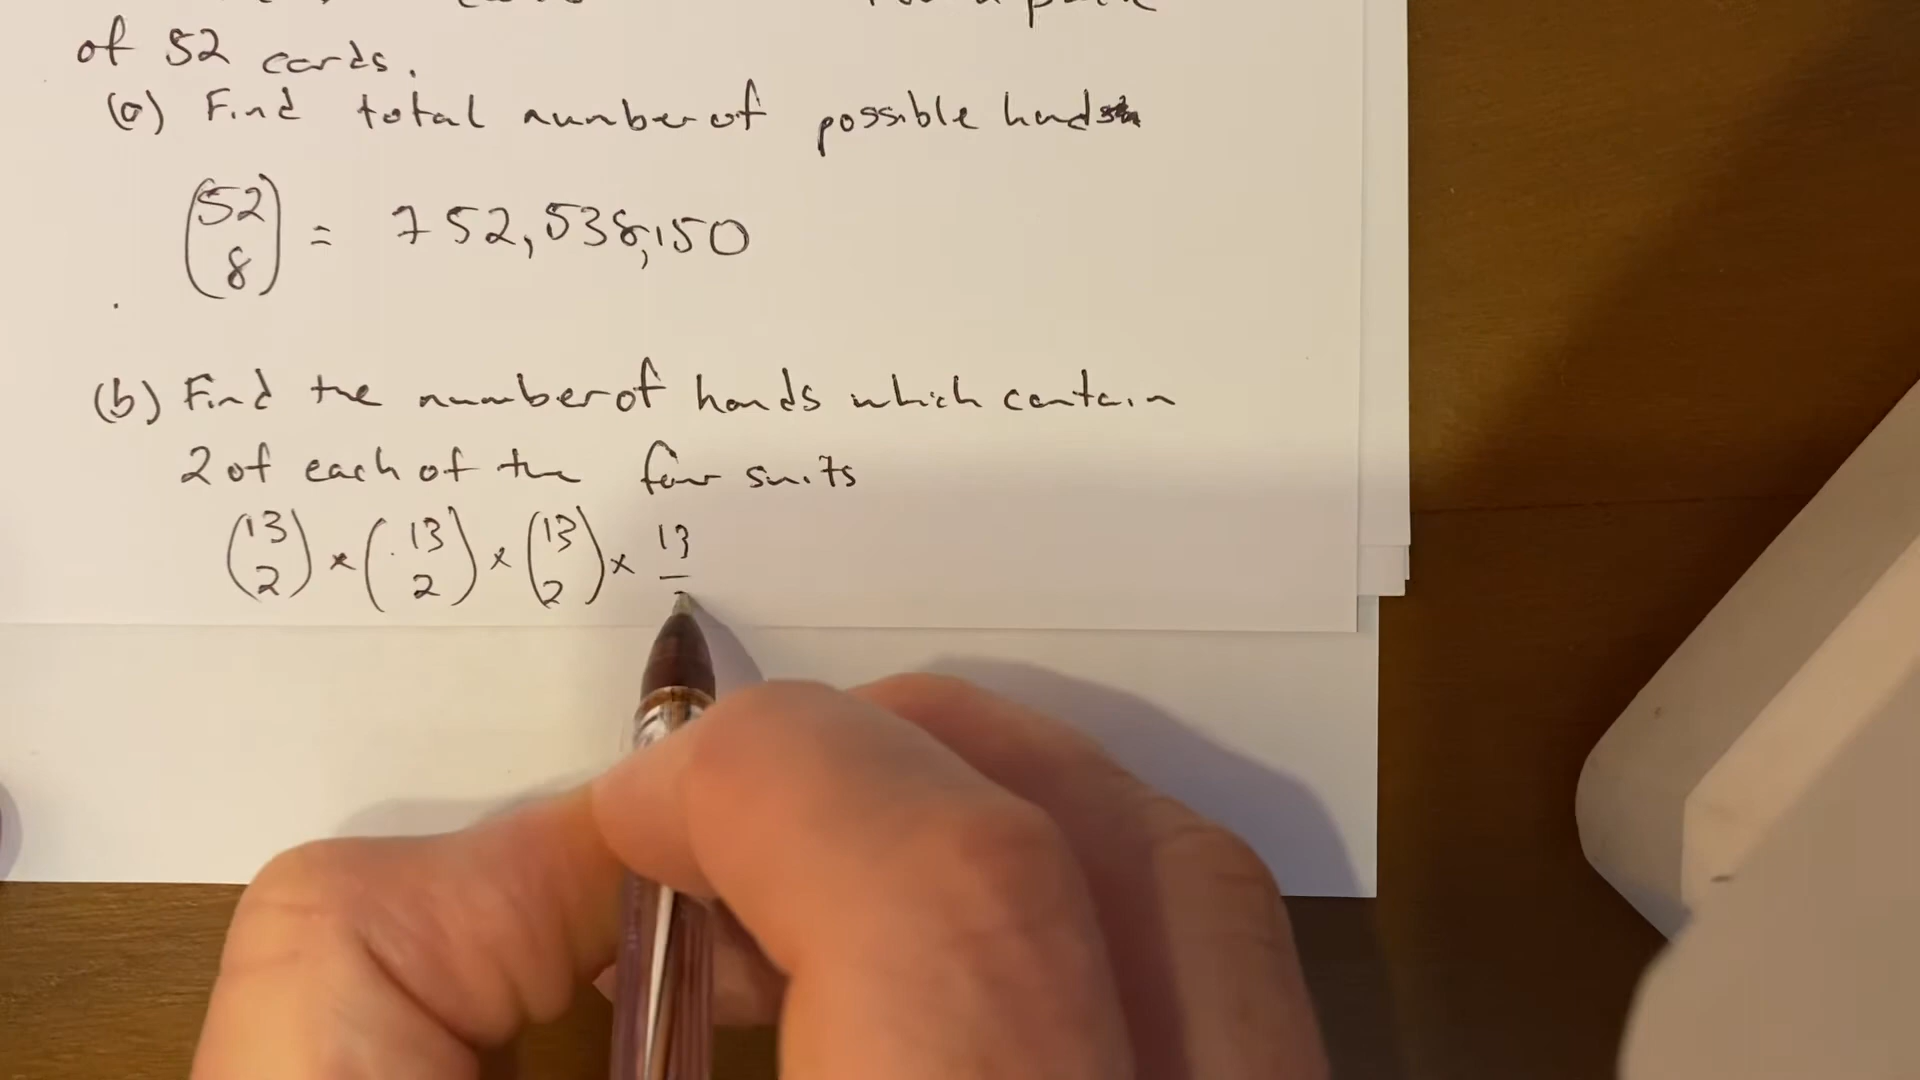 of 52 cards.
(a) Find total number of possible hands
(52 8) = 752,538,150
(b) Find the number of hands which contain
2 of each of the four suits
(13 2) × (13 2) × (13 2) × 13